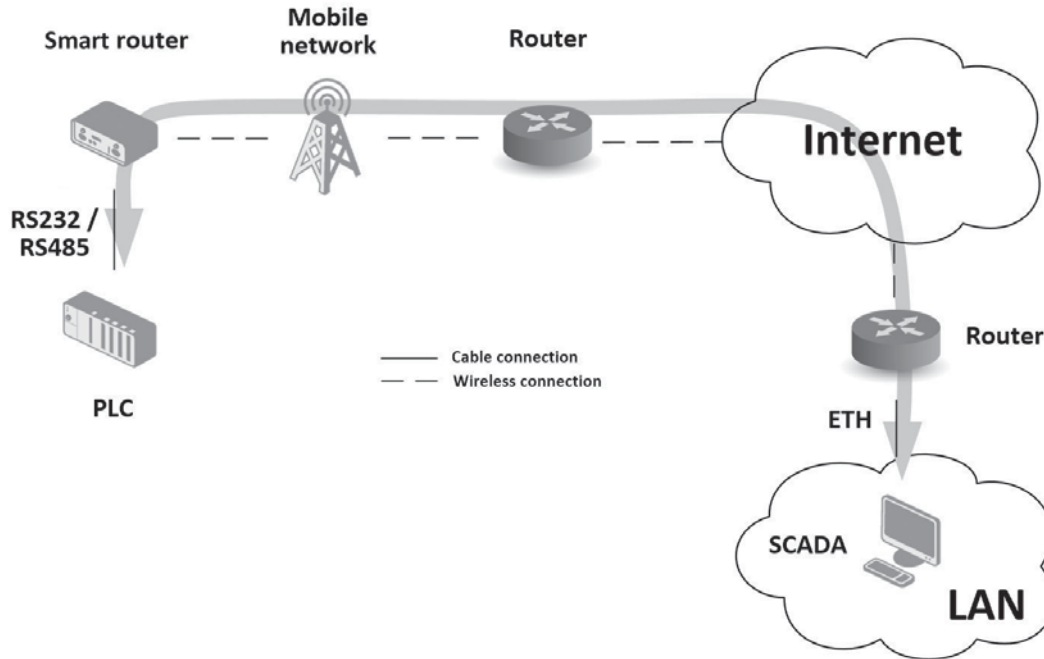 Smart router
Mobile
network
Router
Internet
RS232 /
RS485
PLC
Cable connection
Wireless connection
Router
ETH
SCADA
LAN